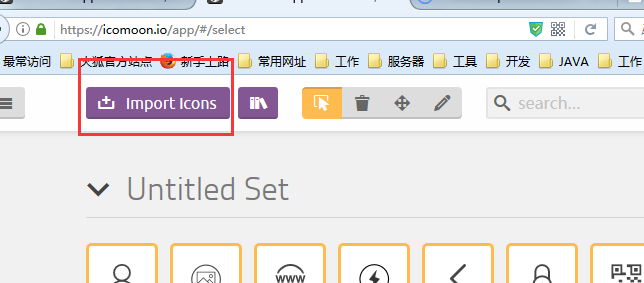 https://icomoon.io/app/#/select
最常访问 火狐官方站点 新手上路 常用网址 工作 服务器 工具 开发 JAVA 工作
Import Icons search...
Untitled Set
WWW